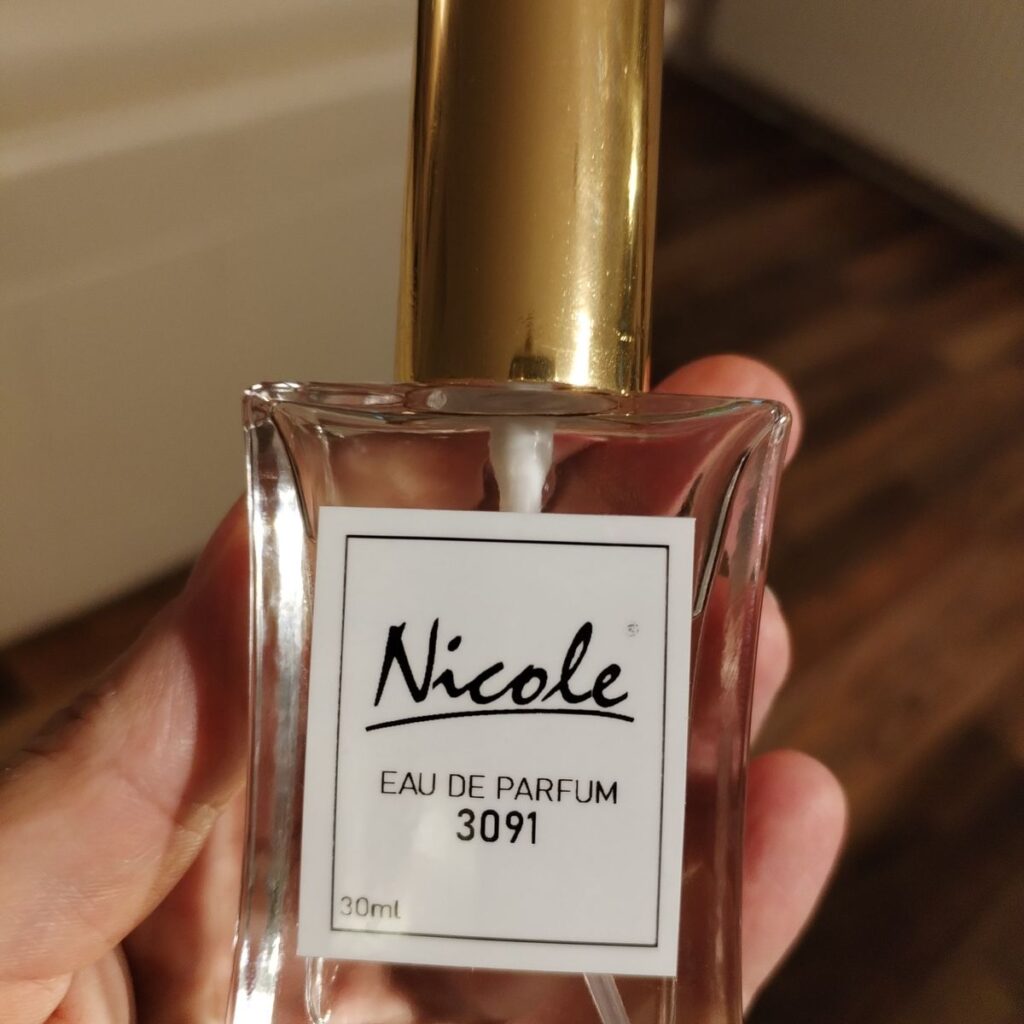 Nicole®
EAU DE PARFUM
3091
30ml